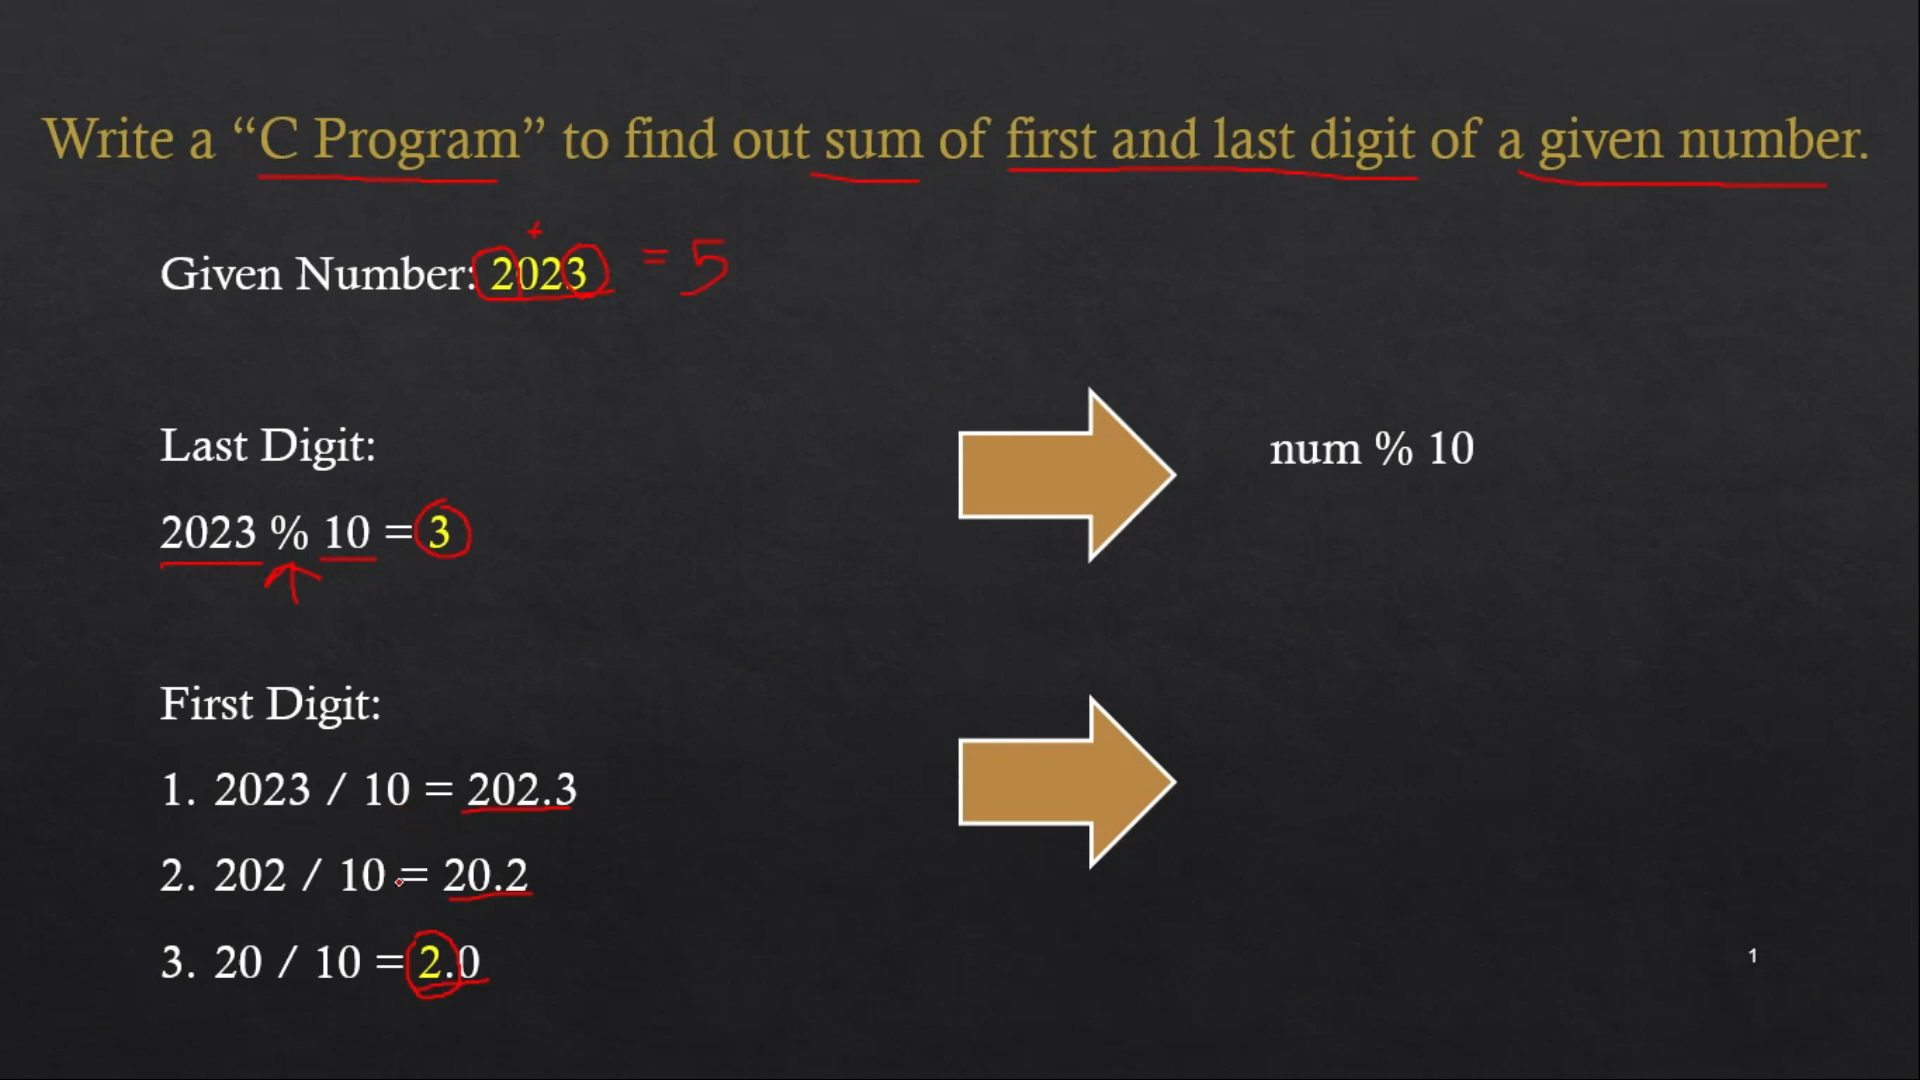 Write a “C Program” to find out sum of first and last digit of a given number.
+
Given Number: 2023 = 5
Last Digit:
num % 10
2023 % 10 = 3
First Digit:
1. 2023 / 10 = 202.3
2. 202 / 10 = 20.2
3. 20 / 10 = 2.0
1